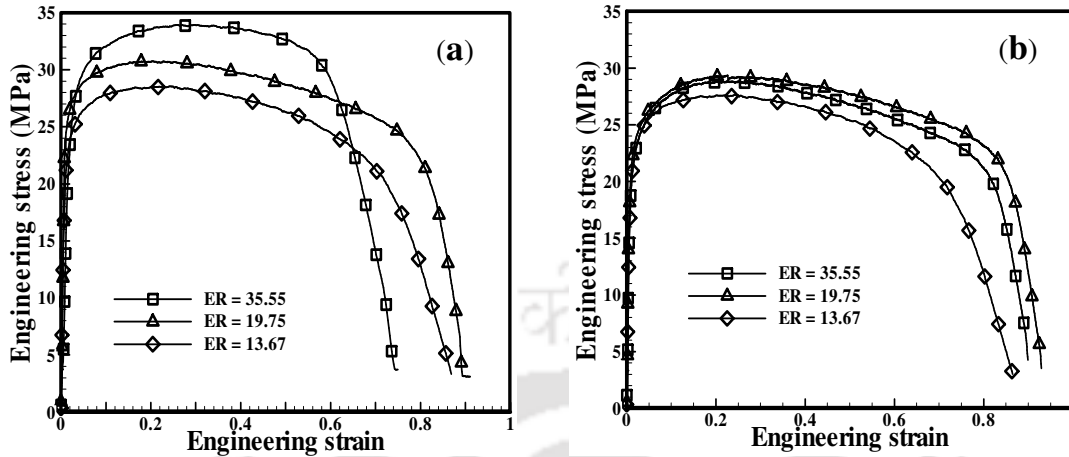 (a)
Engineering stress (MPa)
35
30
25
20
15
10
5
0
ER = 35.55
ER = 19.75
ER = 13.67
0
0.2
0.4
0.6
0.8
1
Engineering strain
(b)
Engineering stress (MPa)
35
30
25
20
15
10
5
0
ER = 35.55
ER = 19.75
ER = 13.67
0
0.2
0.4
0.6
0.8
Engineering strain